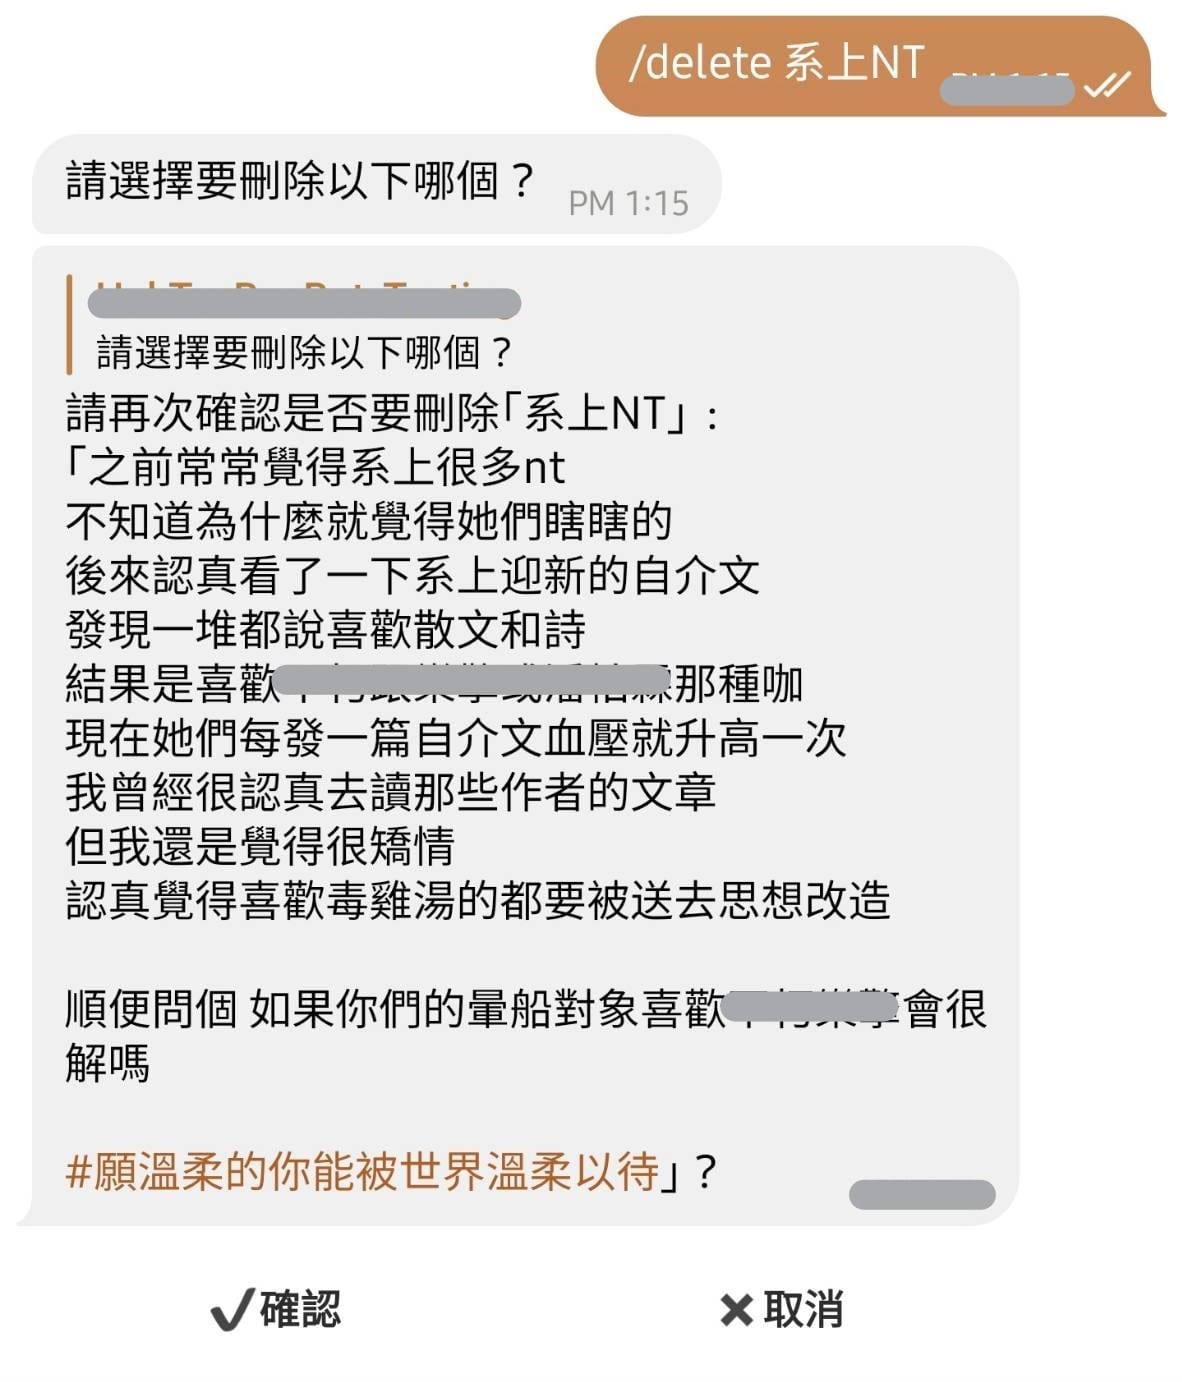 /delete 系上NT
請選擇要刪除以下哪個？
PM 1:15
請選擇要刪除以下哪個？
請再次確認是否要刪除「系上NT」:
「之前常常覺得系上很多nt
不知道為什麼就覺得她們瞎瞎的
後來認真看了一下系上迎新的自介文
發現一堆都說喜歡散文和詩
結果是喜歡那種咖
現在她們每發一篇自介文血壓就升高一次
我曾經很認真去讀那些作者的文章
但我還是覺得很矯情
認真覺得喜歡毒雞湯的都要被送去思想改造
順便問個 如果你們的暈船對象喜歡會很
解嗎
#願溫柔的你能被世界溫柔以待」?
✔確認
✖取消